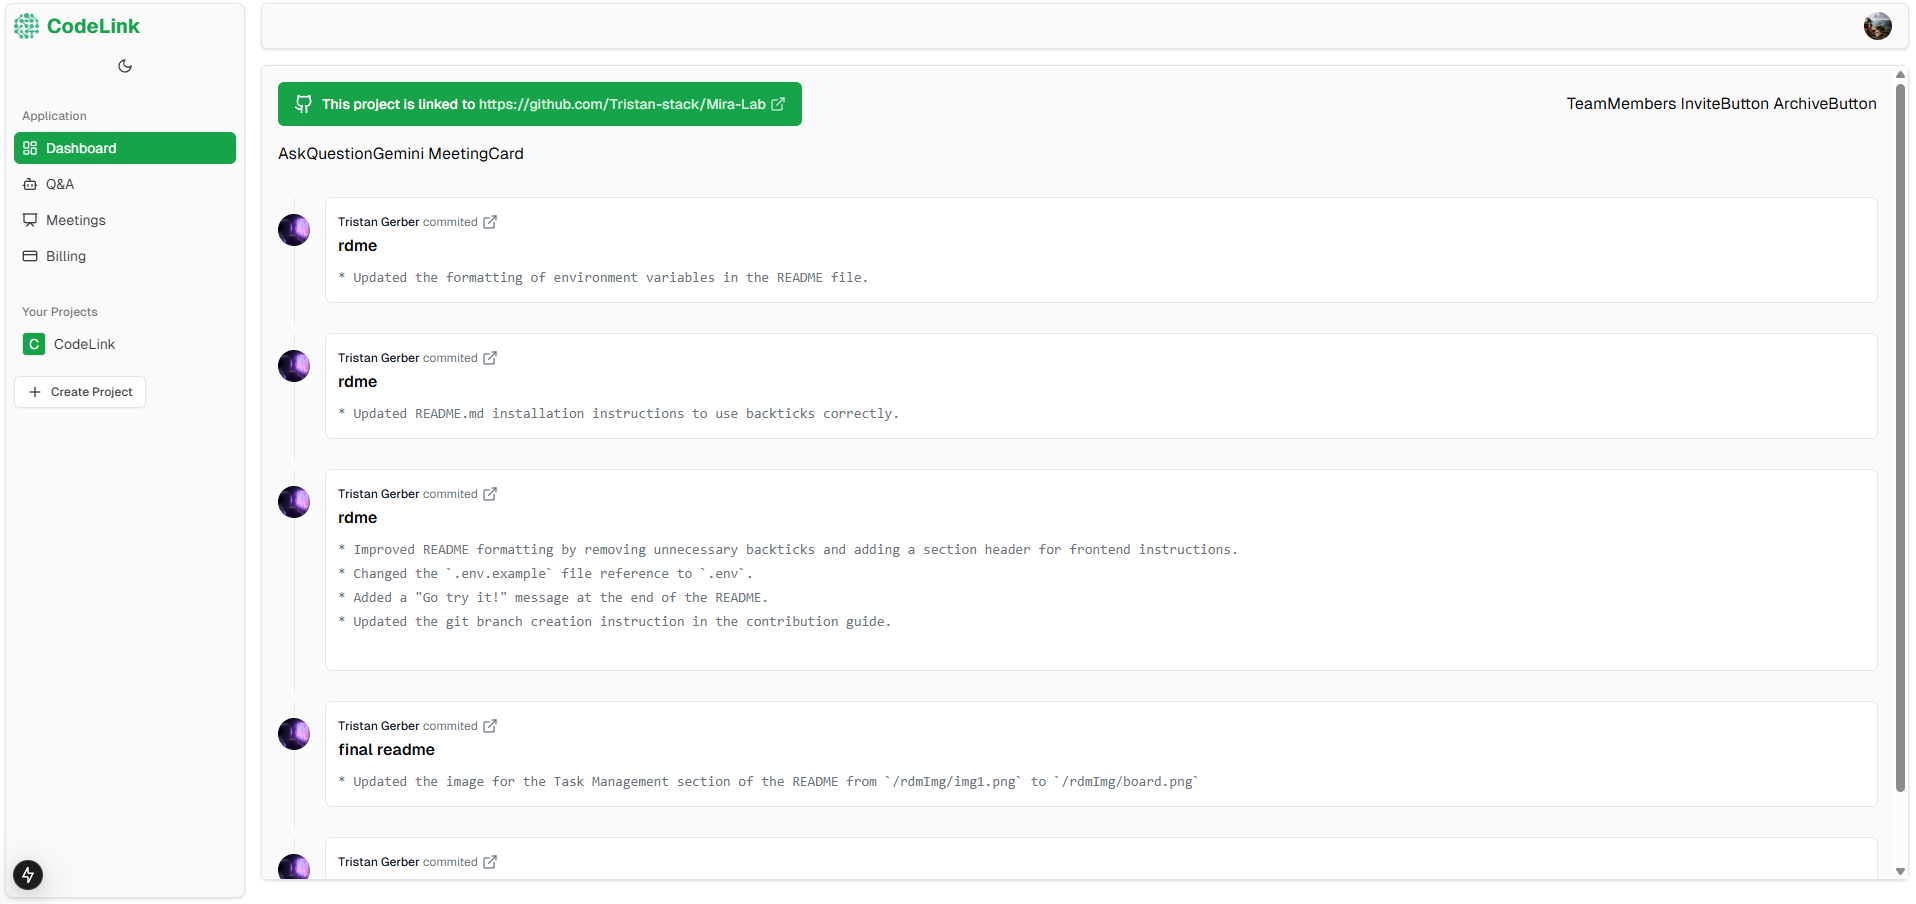 CodeLink
Application
Dashboard
Q&A
Meetings
Billing
Your Projects
C CodeLink
Create Project
This project is linked to https://github.com/Tristan-stack/Mira-Lab
TeamMembers InviteButton ArchiveButton
AskQuestionGemini MeetingCard
Tristan Gerber commited
rdme
* Updated the formatting of environment variables in the README file.
Tristan Gerber commited
rdme
* Updated README.md installation instructions to use backticks correctly.
Tristan Gerber commited
rdme
* Improved README formatting by removing unnecessary backticks and adding a section header for frontend instructions.
* Changed the `.env.example` file reference to `.env`.
* Added a "Go try it!" message at the end of the README.
* Updated the git branch creation instruction in the contribution guide.
Tristan Gerber commited
final readme
* Updated the image for the Task Management section of the README from `/rdmImg/img1.png` to `/rdmImg/board.png`
Tristan Gerber commited